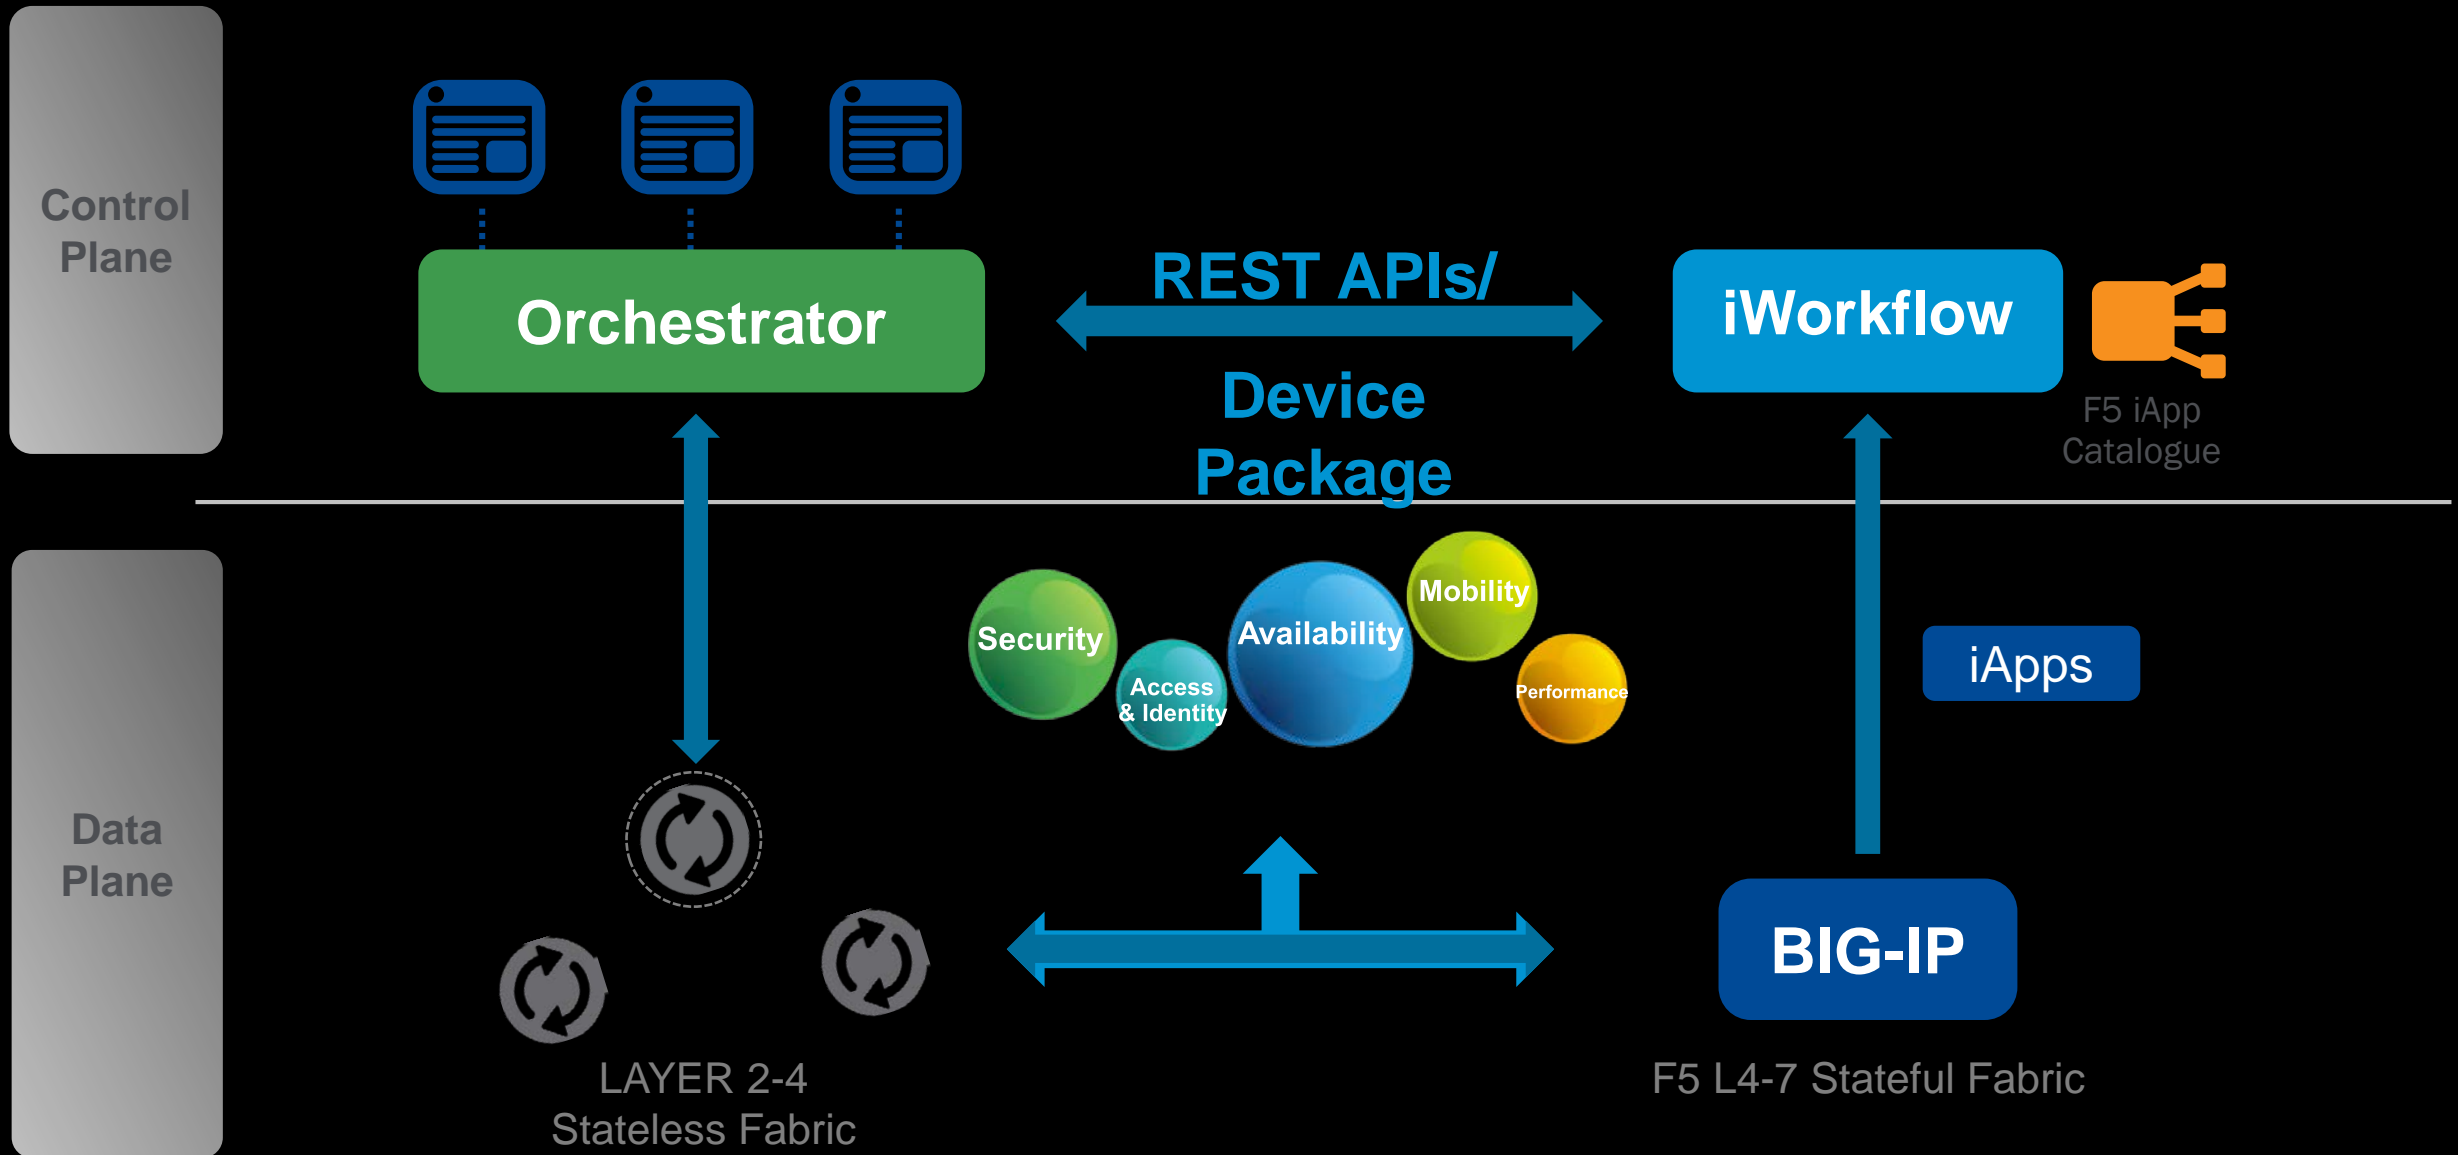 Control
Plane
Orchestrator
REST APIs/
Device
Package
iWorkflow
F5 iApp
Catalogue
Security
Access
& Identity
Availability
Mobility
Performance
iApps
Data
Plane
BIG-IP
LAYER 2-4
Stateless Fabric
F5 L4-7 Stateful Fabric